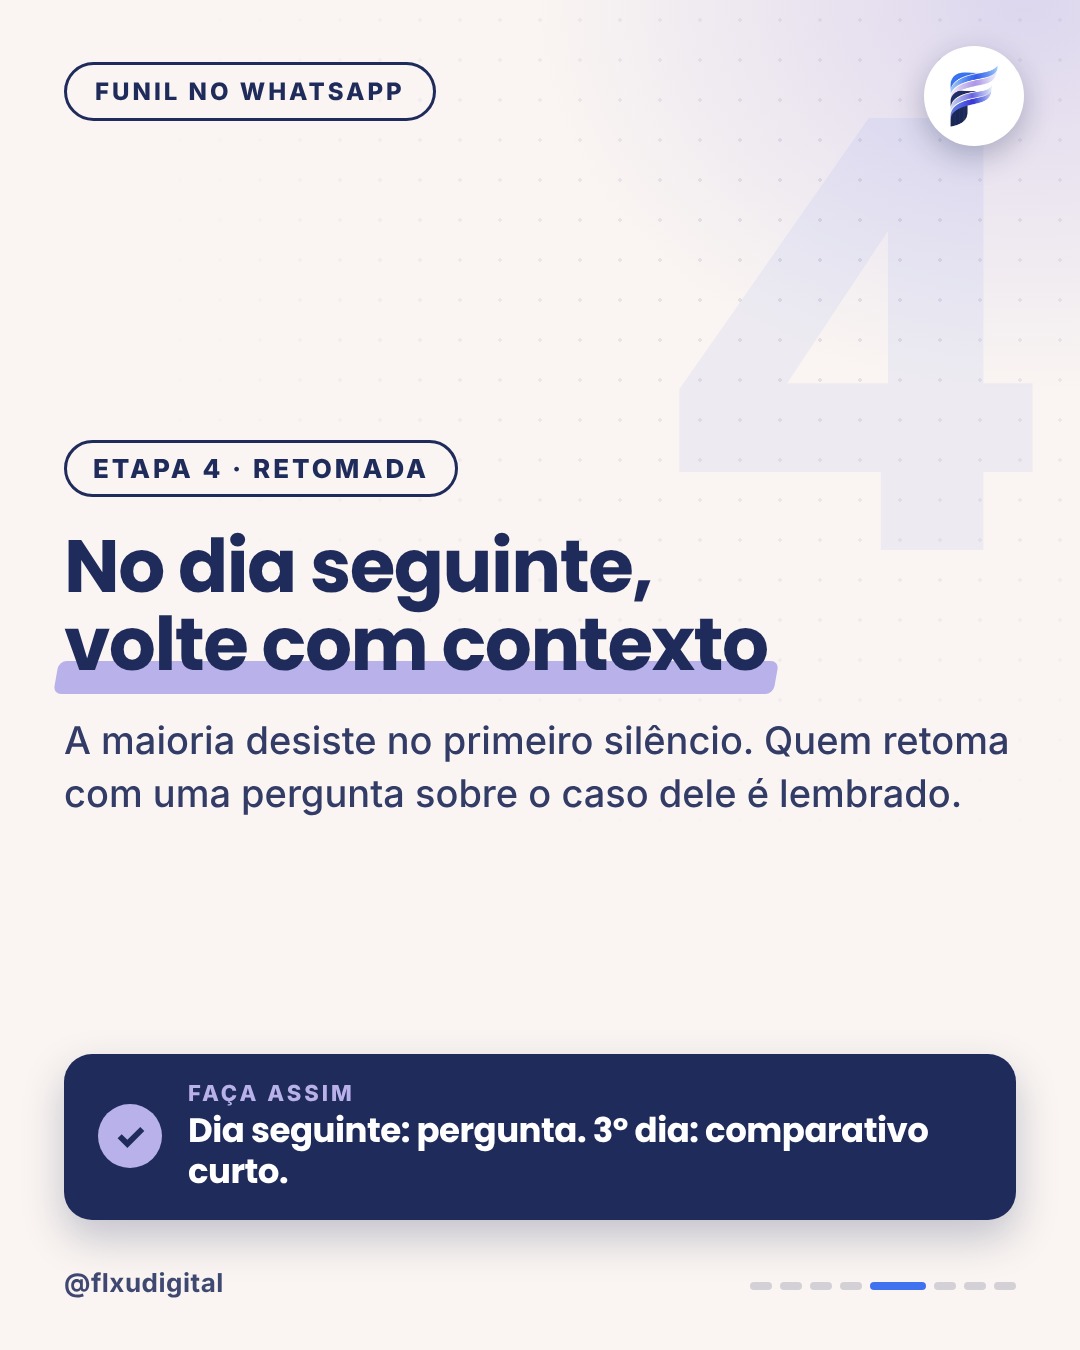 FUNIL NO WHATSAPP
4
ETAPA 4 · RETOMADA
No dia seguinte,
volte com contexto
A maioria desiste no primeiro silêncio. Quem retoma
com uma pergunta sobre o caso dele é lembrado.
FAÇA ASSIM
Dia seguinte: pergunta. 3º dia: comparativo
curto.
@flxudigital